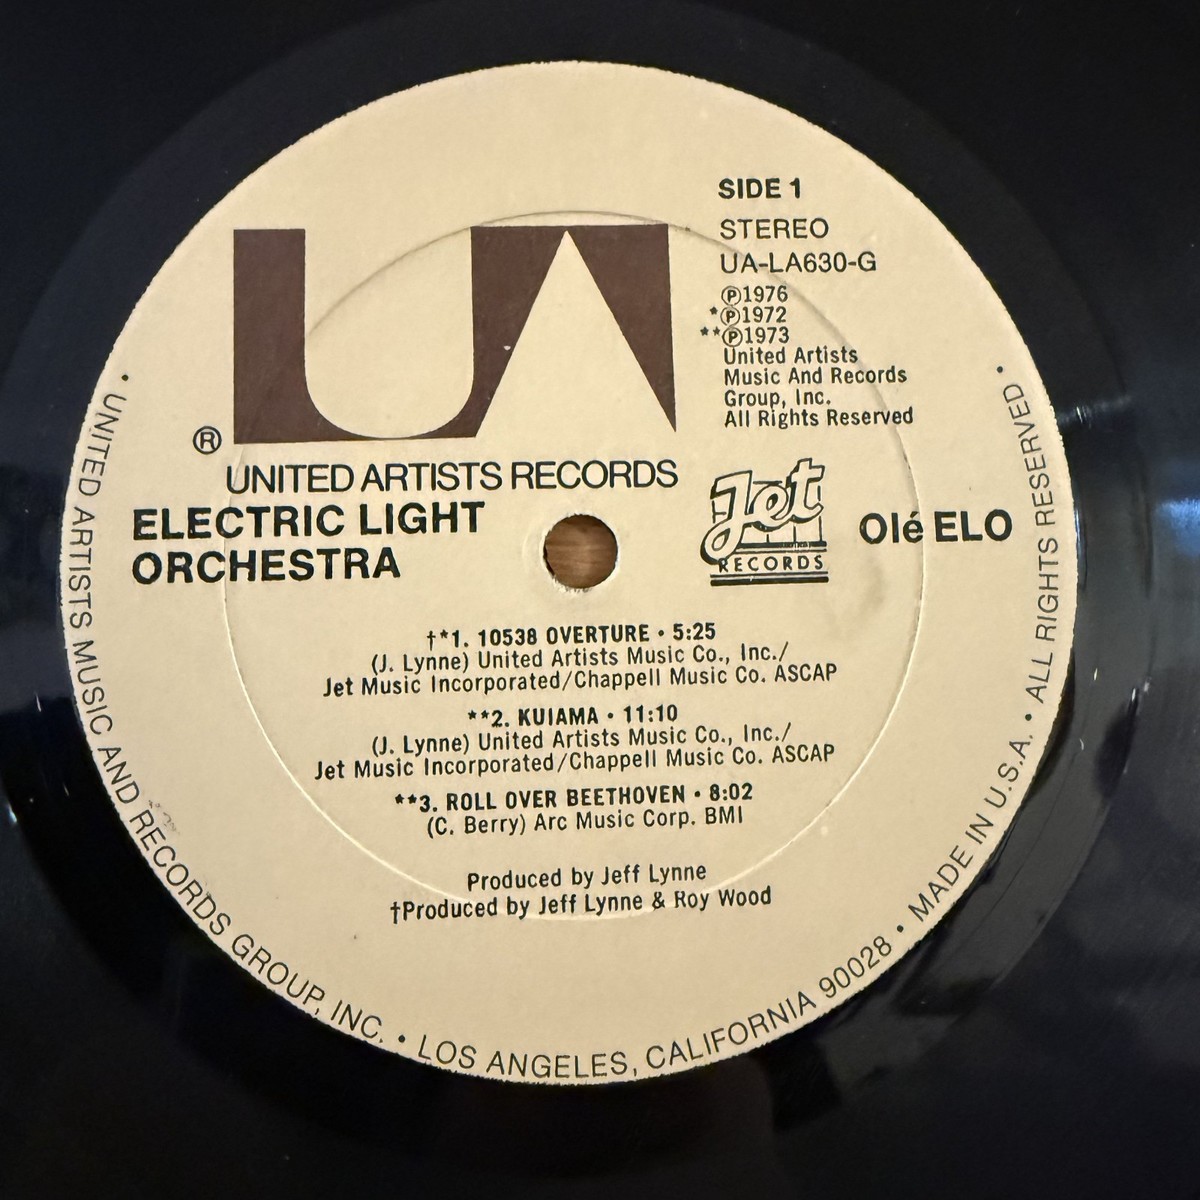 SIDE 1
STEREO
UA-LA630-G
℗1976
*℗1972
**℗1973
United Artists
Music And Records
Group, Inc.
All Rights Reserved
UA
®
UNITED ARTISTS RECORDS
ELECTRIC LIGHT
ORCHESTRA
Jet
RECORDS
Olé ELO
†*1. 10538 OVERTURE • 5:25
(J. Lynne) United Artists Music Co., Inc./
Jet Music Incorporated/Chappell Music Co. ASCAP
**2. KUIAMA • 11:10
(J. Lynne) United Artists Music Co., Inc./
Jet Music Incorporated/Chappell Music Co. ASCAP
**3. ROLL OVER BEETHOVEN • 8:02
(C. Berry) Arc Music Corp. BMI
Produced by Jeff Lynne
†Produced by Jeff Lynne & Roy Wood
• UNITED ARTISTS MUSIC AND RECORDS GROUP, INC. • LOS ANGELES, CALIFORNIA 90028 • MADE IN U.S.A. • ALL RIGHTS RESERVED •